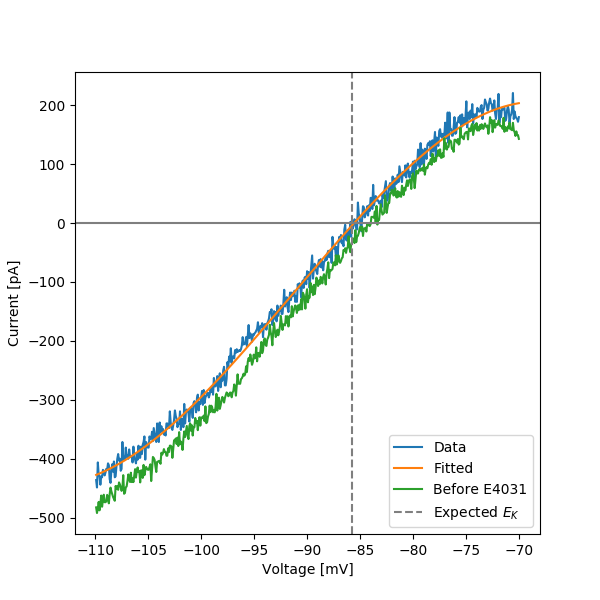 200
100
0
−100
−200
−300
−400
−500
Current [pA]
−110 −105 −100 −95 −90 −85 −80 −75 −70
Voltage [mV]
Data
Fitted
Before E4031
Expected E_K